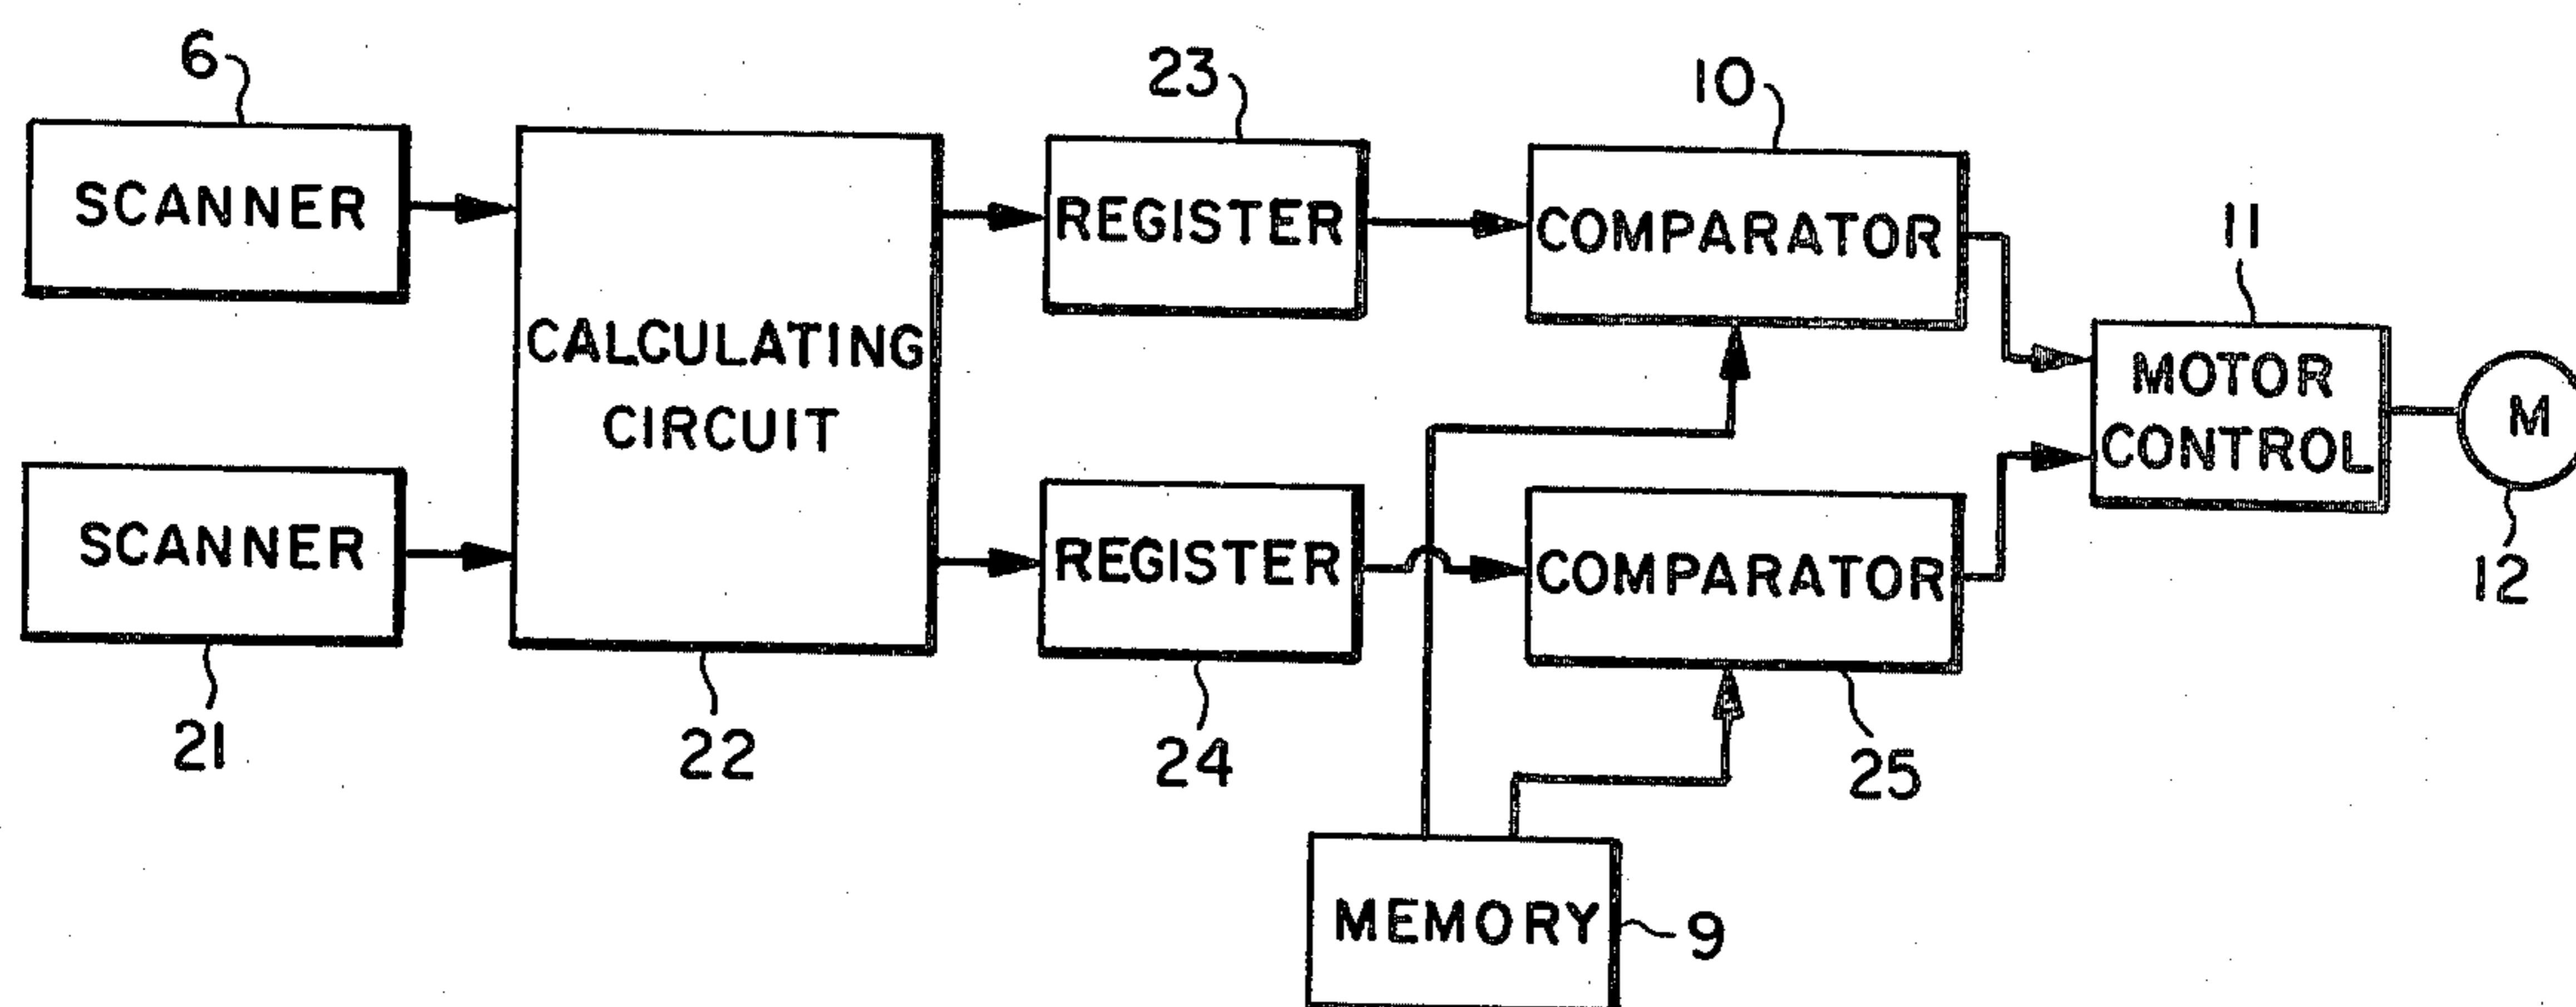 6
23
10
SCANNER
REGISTER
COMPARATOR
11
CALCULATING
CIRCUIT
MOTOR
CONTROL
M
12
SCANNER
REGISTER
COMPARATOR
21
22
24
25
MEMORY
9